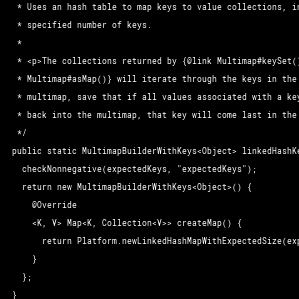 * Uses an hash table to map keys to value collections, in
* specified number of keys.
*
* <p>The collections returned by {@link Multimap#keySet()
* Multimap#asMap()} will iterate through the keys in the
* multimap, save that if all values associated with a key
* back into the multimap, that key will come last in the
*/
public static MultimapBuilderWithKeys<Object> linkedHashKe
checkNonnegative(expectedKeys, "expectedKeys");
return new MultimapBuilderWithKeys<Object>() {
@Override
<K, V> Map<K, Collection<V>> createMap() {
return Platform.newLinkedHashMapWithExpectedSize(exp
}
};
}